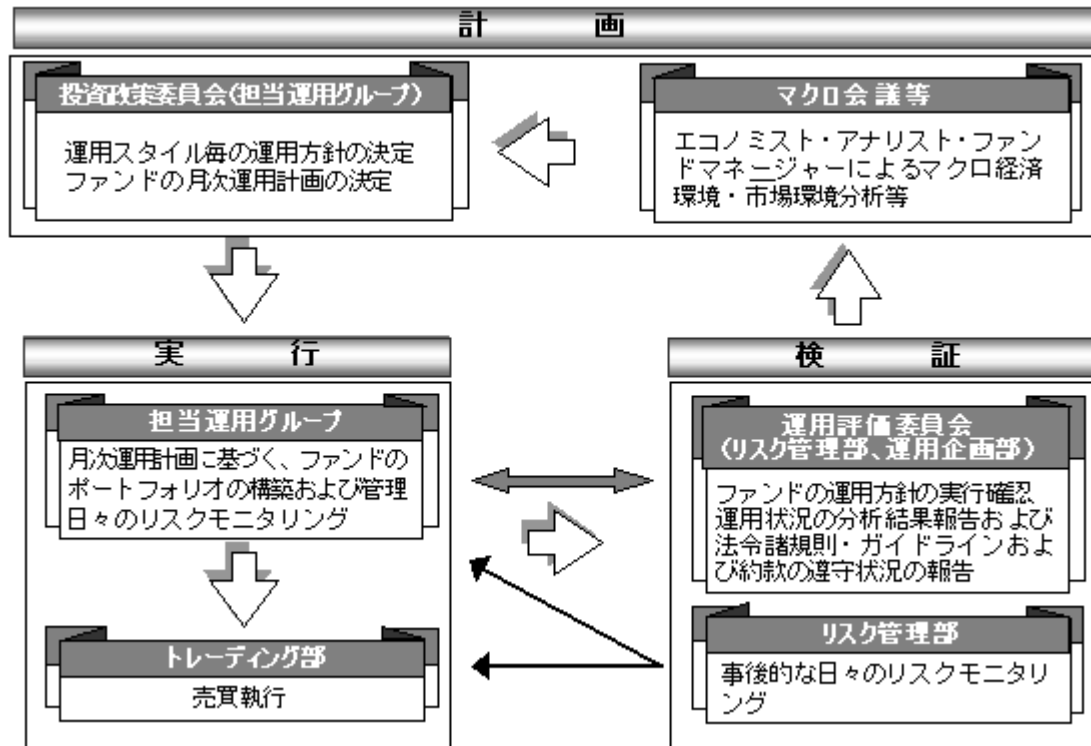 計画
投資政策委員会(担当運用グループ)
運用スタイル毎の運用方針の決定
ファンドの月次運用計画の決定
マクロ会議等
エコノミスト・アナリスト・ファン
ドマネージャーによるマクロ経済
環境・市場環境分析等
実行
担当運用グループ
月次運用計画に基づく、ファンドの
ポートフォリオの構築および管理
日々のリスクモニタリング
トレーディング部
売買執行
検証
運用評価委員会
(リスク管理部、運用企画部)
ファンドの運用方針の実行確認
運用状況の分析結果報告および
法令諸規則・ガイドラインおよ
び約款の遵守状況の報告
リスク管理部
事後的な日々のリスクモニタリ
ング